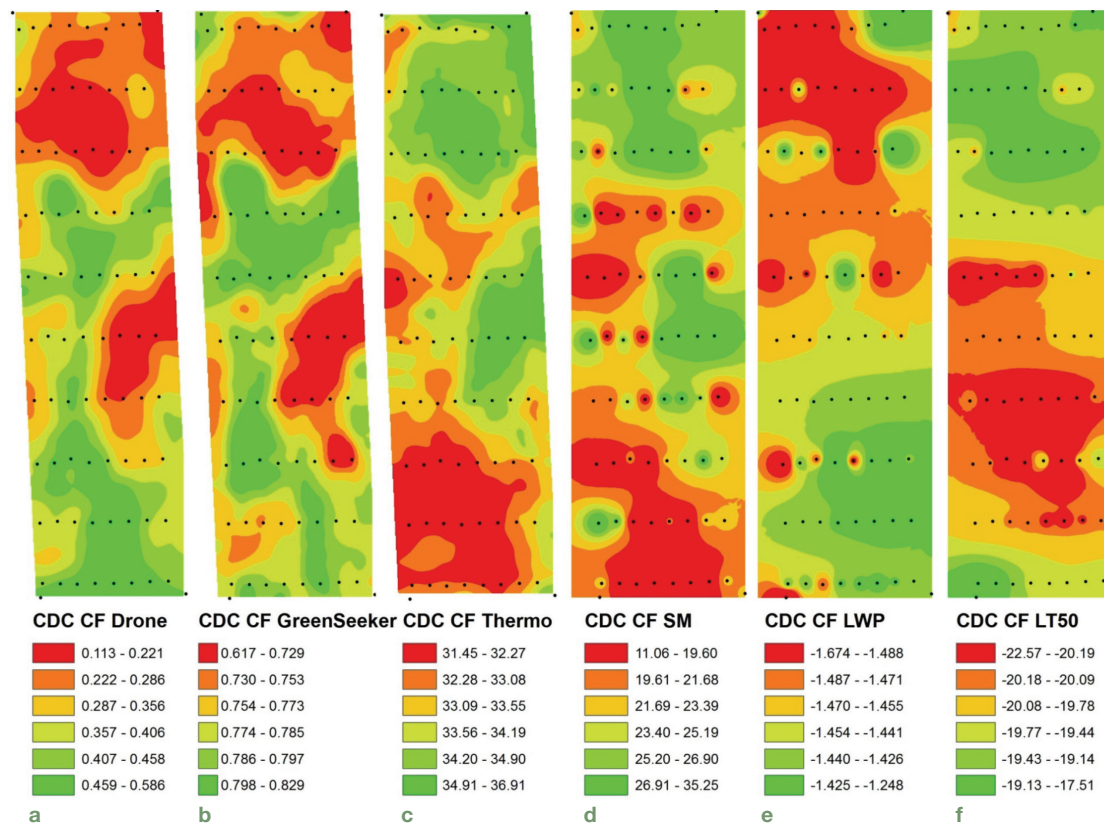 CDC CF Drone
0.113 - 0.221
0.222 - 0.286
0.287 - 0.356
0.357 - 0.406
0.407 - 0.458
0.459 - 0.586
a
CDC CF GreenSeeker
0.617 - 0.729
0.730 - 0.753
0.754 - 0.773
0.774 - 0.785
0.786 - 0.797
0.798 - 0.829
b
CDC CF Thermo
31.45 - 32.27
32.28 - 33.08
33.09 - 33.55
33.56 - 34.19
34.20 - 34.90
34.91 - 36.91
c
CDC CF SM
11.06 - 19.60
19.61 - 21.68
21.69 - 23.39
23.40 - 25.19
25.20 - 26.90
26.91 - 35.25
d
CDC CF LWP
-1.674 - -1.488
-1.487 - -1.471
-1.470 - -1.455
-1.454 - -1.441
-1.440 - -1.426
-1.425 - -1.248
e
CDC CF LT50
-22.57 - -20.19
-20.18 - -20.09
-20.08 - -19.78
-19.77 - -19.44
-19.43 - -19.14
-19.13 - -17.51
f